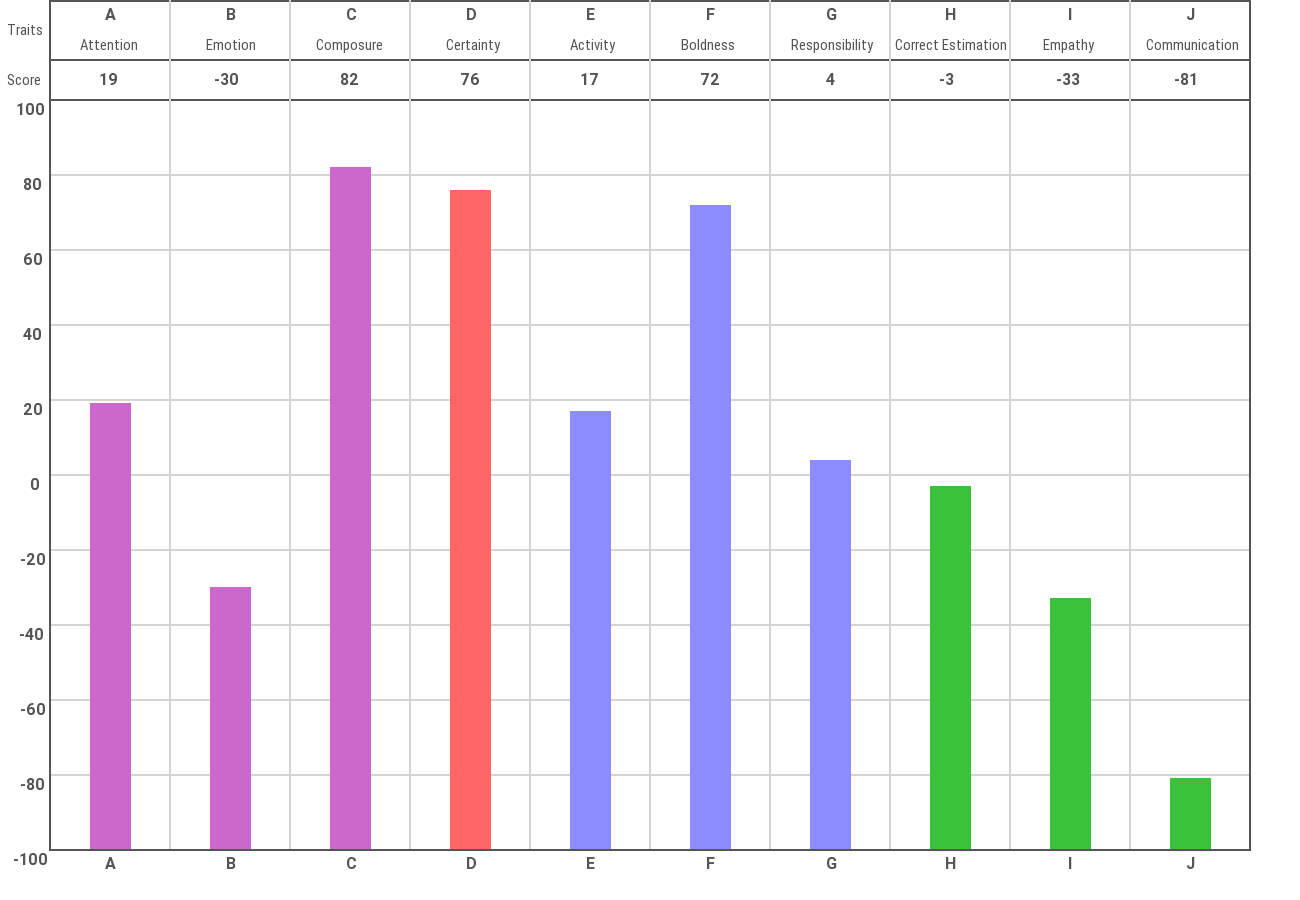 A B C D E F G H I J
Traits
Attention Emotion Composure Certainty Activity Boldness Responsibility Correct Estimation Empathy Communication
Score 19 -30 82 76 17 72 4 -3 -33 -81
100
80
60
40
20
0
-20
-40
-60
-80
-100
A B C D E F G H I J